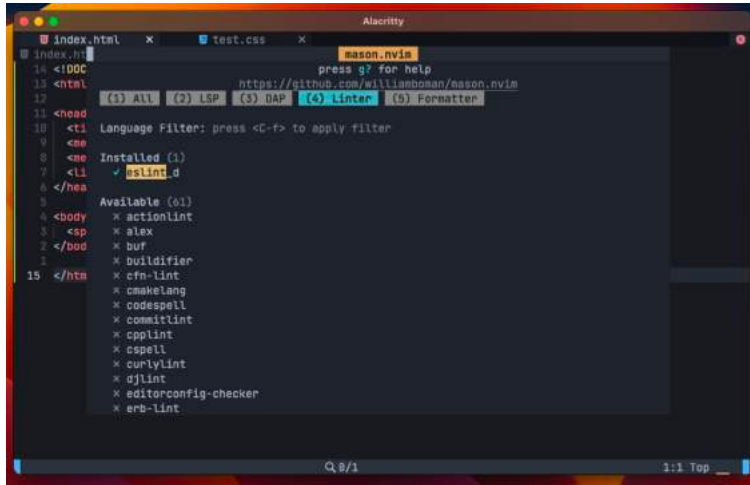 Alacritty
index.html × test.css ×
index.ht mason.nvim
14 <!DOC press g? for help
13 <html https://github.com/williamboman/mason.nvim
12 (1) All (2) LSP (3) DAP (4) Linter (5) Formatter
11 <head
10 <ti Language Filter: press <C-f> to apply filter
9 <me
8 <me Installed (1)
7 <li ✓ eslint_d
6 </hea
5 Available (61)
4 <body × actionlint
3 <sp × alex
2 </bod × buf
1 × buildifier
15 </htm × cfn-lint
× cmakelang
× codespell
× commitlint
× cpplint
× cspell
× curlylint
× djlint
× editorconfig-checker
× erb-lint
0/1 1:1 Top